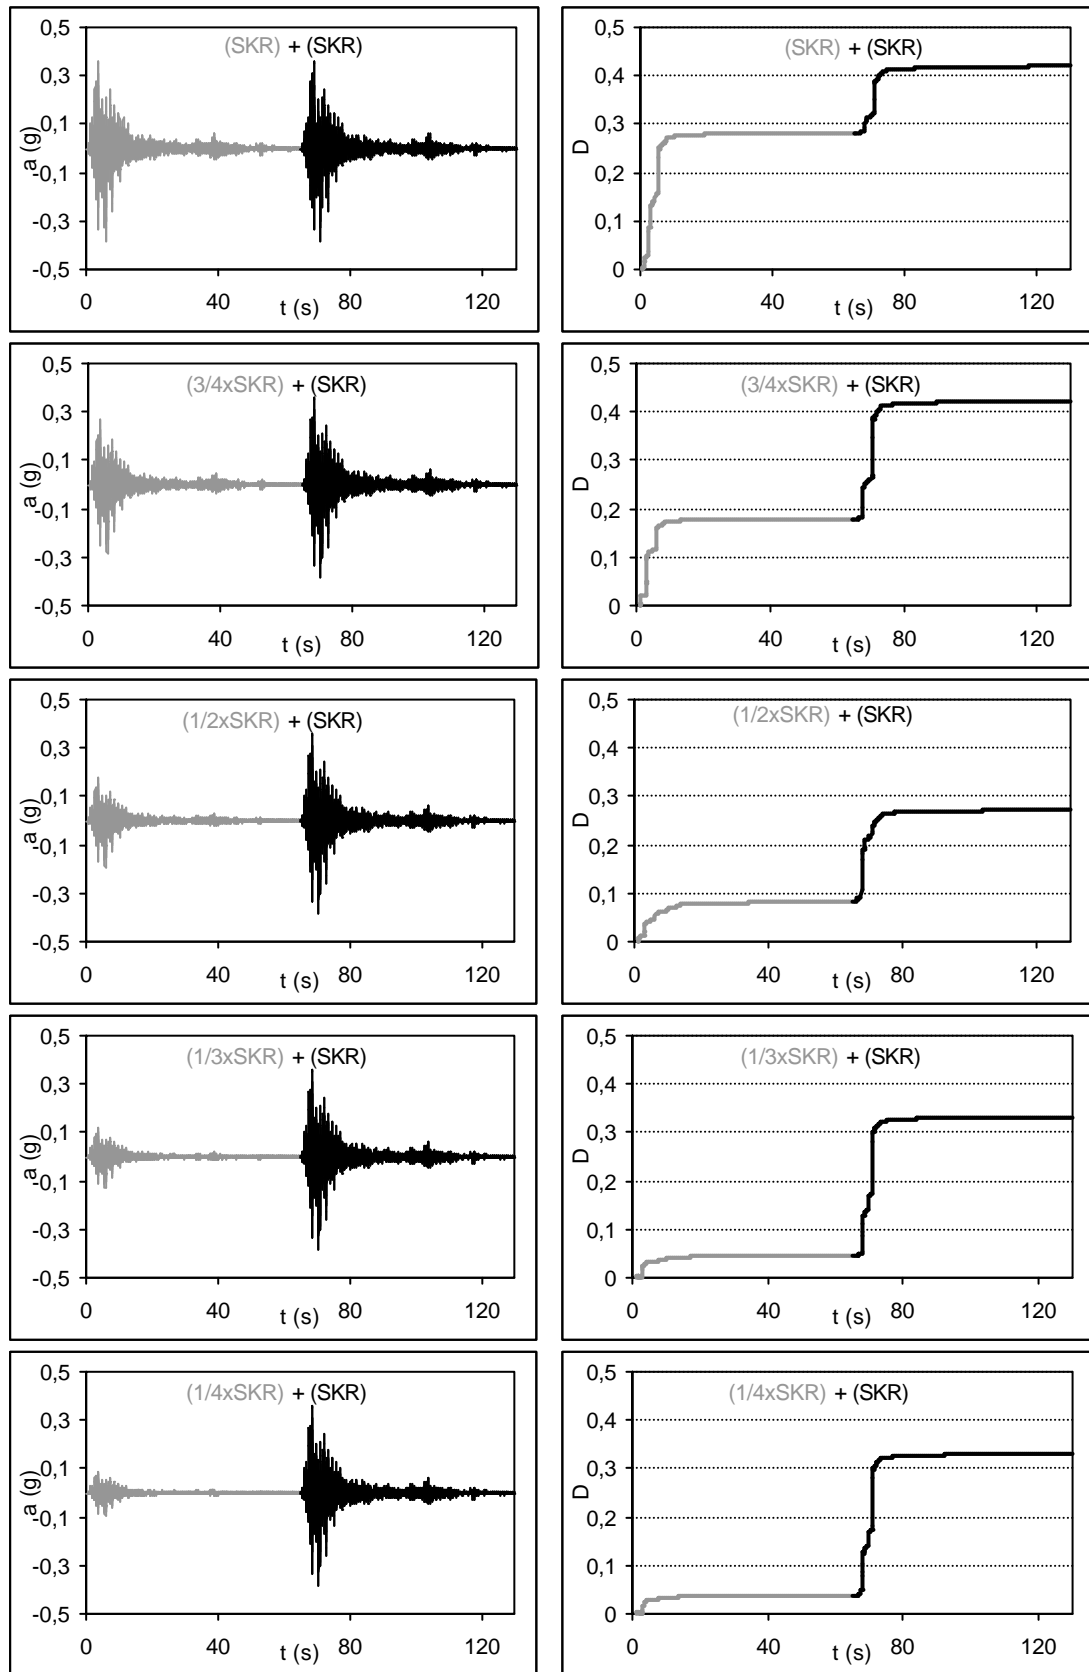 0,5
(SKR) + (SKR)
0,3
0,1
a (g)
-0,1
-0,3
-0,5
0 40 80 120
t (s)
0,5
(SKR) + (SKR)
0,4
0,3
D
0,2
0,1
0
0 40 80 120
t (s)
0,5
(3/4xSKR) + (SKR)
0,3
0,1
a (g)
-0,1
-0,3
-0,5
0 40 80 120
t (s)
0,5
(3/4xSKR) + (SKR)
0,4
0,3
D
0,2
0,1
0
0 40 80 120
t (s)
0,5
(1/2xSKR) + (SKR)
0,3
0,1
a (g)
-0,1
-0,3
-0,5
0 40 80 120
t (s)
0,5
(1/2xSKR) + (SKR)
0,4
0,3
D
0,2
0,1
0
0 40 80 120
t (s)
0,5
(1/3xSKR) + (SKR)
0,3
0,1
a (g)
-0,1
-0,3
-0,5
0 40 80 120
t (s)
0,5
(1/3xSKR) + (SKR)
0,4
0,3
D
0,2
0,1
0
0 40 80 120
t (s)
0,5
(1/4xSKR) + (SKR)
0,3
0,1
a (g)
-0,1
-0,3
-0,5
0 40 80 120
t (s)
0,5
(1/4xSKR) + (SKR)
0,4
0,3
D
0,2
0,1
0
0 40 80 120
t (s)